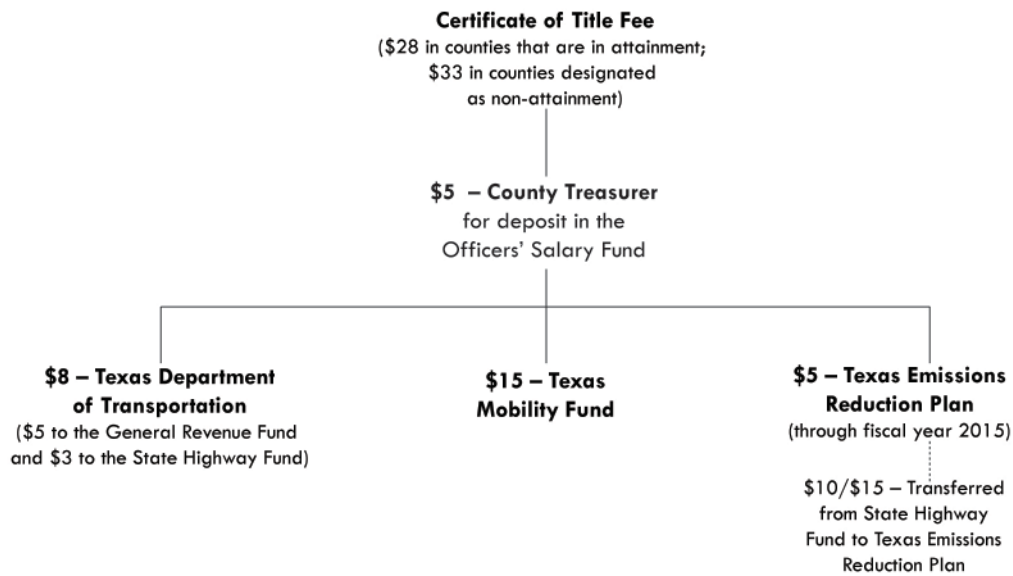 Certificate of Title Fee
($28 in counties that are in attainment;
$33 in counties designated
as non-attainment)
$5 – County Treasurer
for deposit in the
Officers' Salary Fund
$8 – Texas Department
of Transportation
($5 to the General Revenue Fund
and $3 to the State Highway Fund)
$15 – Texas
Mobility Fund
$5 – Texas Emissions
Reduction Plan
(through fiscal year 2015)
$10/$15 – Transferred
from State Highway
Fund to Texas Emissions
Reduction Plan